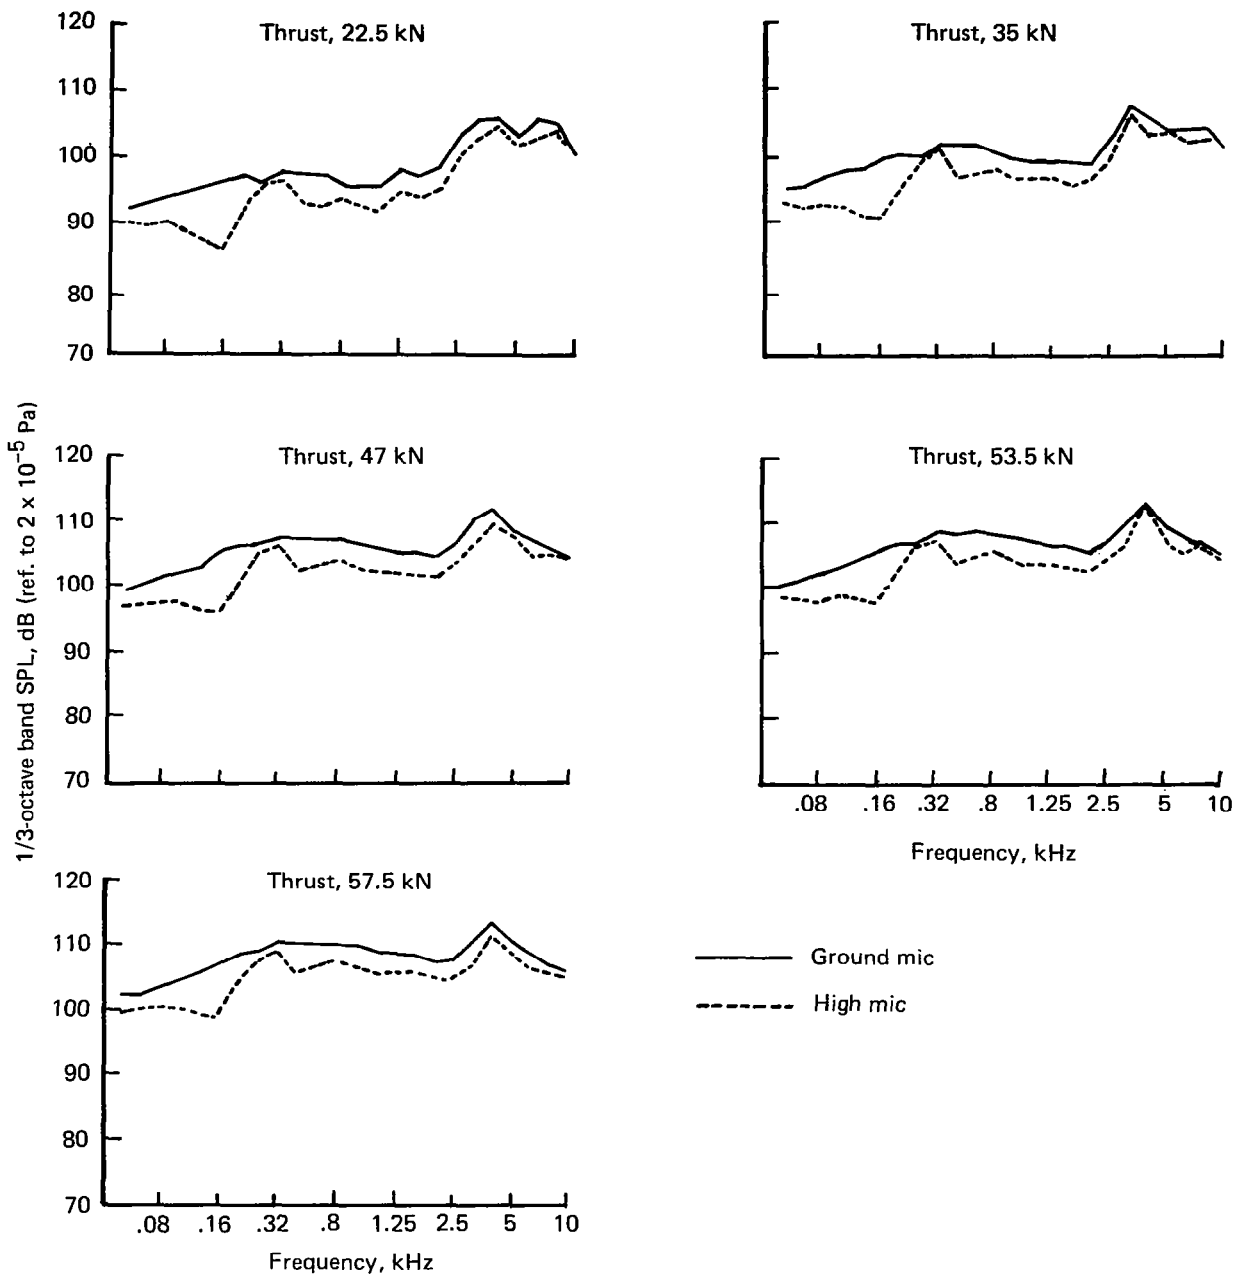 Thrust, 22.5 kN
120
110
100
90
80
70
Thrust, 35 kN
1/3-octave band SPL, dB (ref. to 2 x 10⁻⁵ Pa)
Thrust, 47 kN
120
110
100
90
80
70
Thrust, 53.5 kN
.08 .16 .32 .8 1.25 2.5 5 10
Frequency, kHz
Thrust, 57.5 kN
120
110
100
90
80
70
.08 .16 .32 .8 1.25 2.5 5 10
Frequency, kHz
Ground mic
High mic